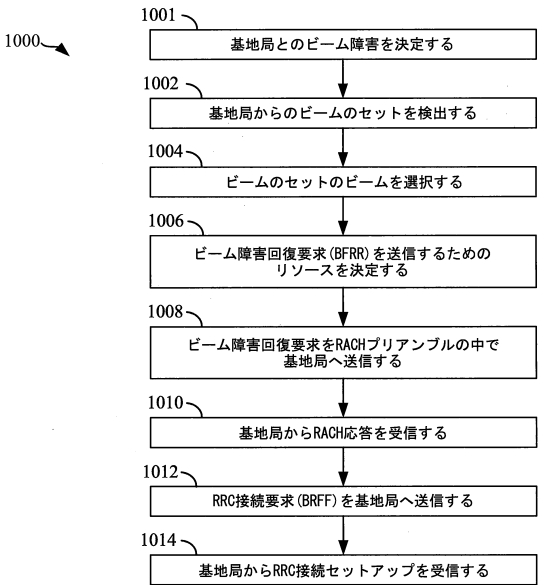 1000
1001
基地局とのビーム障害を決定する
1002
基地局からのビームのセットを検出する
1004
ビームのセットのビームを選択する
1006
ビーム障害回復要求(BFRR)を送信するための
リソースを決定する
1008
ビーム障害回復要求をRACHプリアンブルの中で
基地局へ送信する
1010
基地局からRACH応答を受信する
1012
RRC接続要求(BRFF)を基地局へ送信する
1014
基地局からRRC接続セットアップを受信する